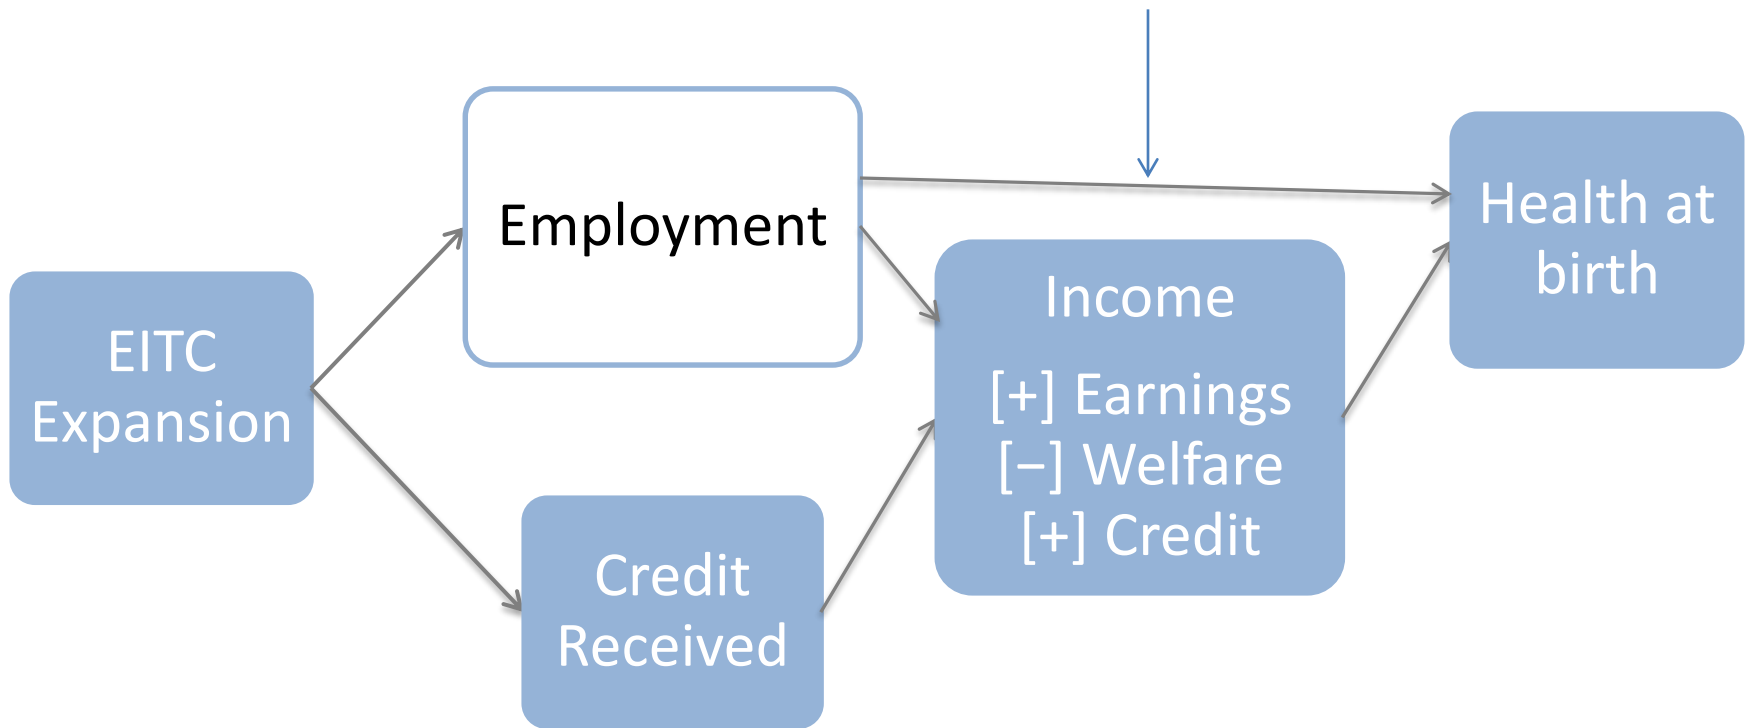 EITC
Expansion
Employment
Credit
Received
Income
[+] Earnings
[−] Welfare
[+] Credit
Health at
birth